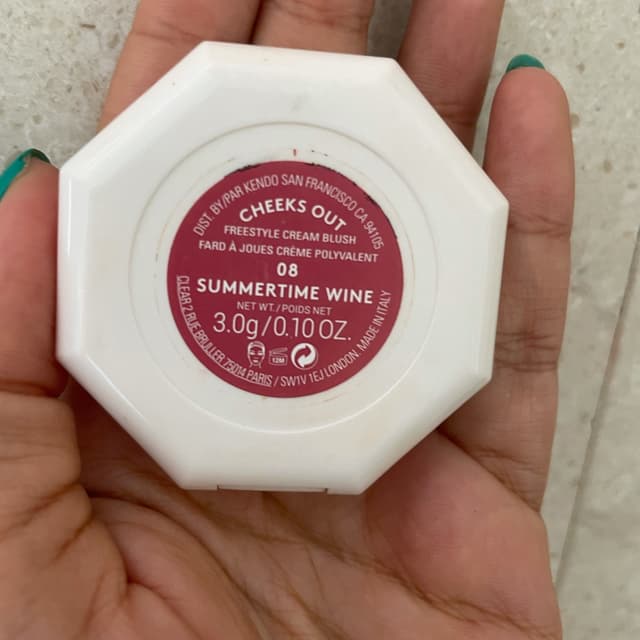 DIST. BY/PAR KENDO SAN FRANCISCO CA 94105
CHEEKS OUT
FREESTYLE CREAM BLUSH
FARD À JOUES CRÈME POLYVALENT
08
SUMMERTIME WINE
NET WT./POIDS NET
3.0g/0.10 OZ.
12M
CLEAR 2 RUE BRULLER 75014 PARIS / SW1V 1EJ LONDON. MADE IN ITALY